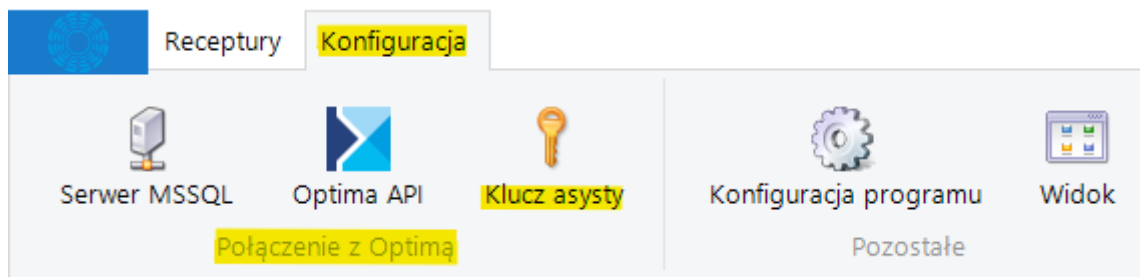 Receptury Konfiguracja
Serwer MSSQL Optima API Klucz asysty Konfiguracja programu Widok
Połączenie z Optimą Pozostałe